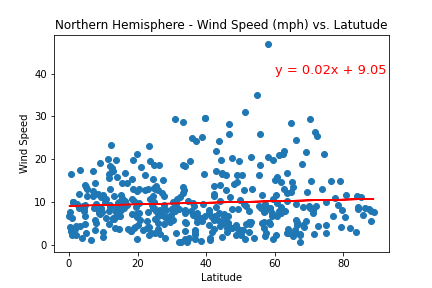 Northern Hemisphere - Wind Speed (mph) vs. Latutude
y = 0.02x + 9.05
40
30
20
10
0
Wind Speed
0 20 40 60 80
Latitude